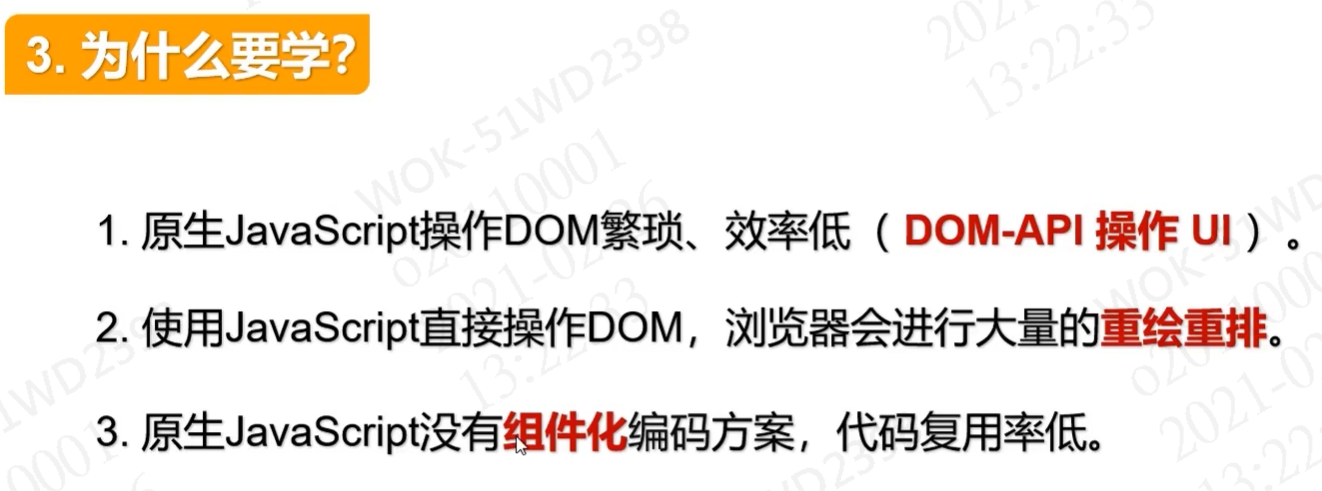 3. 为什么要学?
1. 原生JavaScript操作DOM繁琐、效率低（ DOM-API 操作 UI ）。
2. 使用JavaScript直接操作DOM，浏览器会进行大量的重绘重排。
3. 原生JavaScript没有组件化编码方案，代码复用率低。
WOK-51WD2398
13:22:33